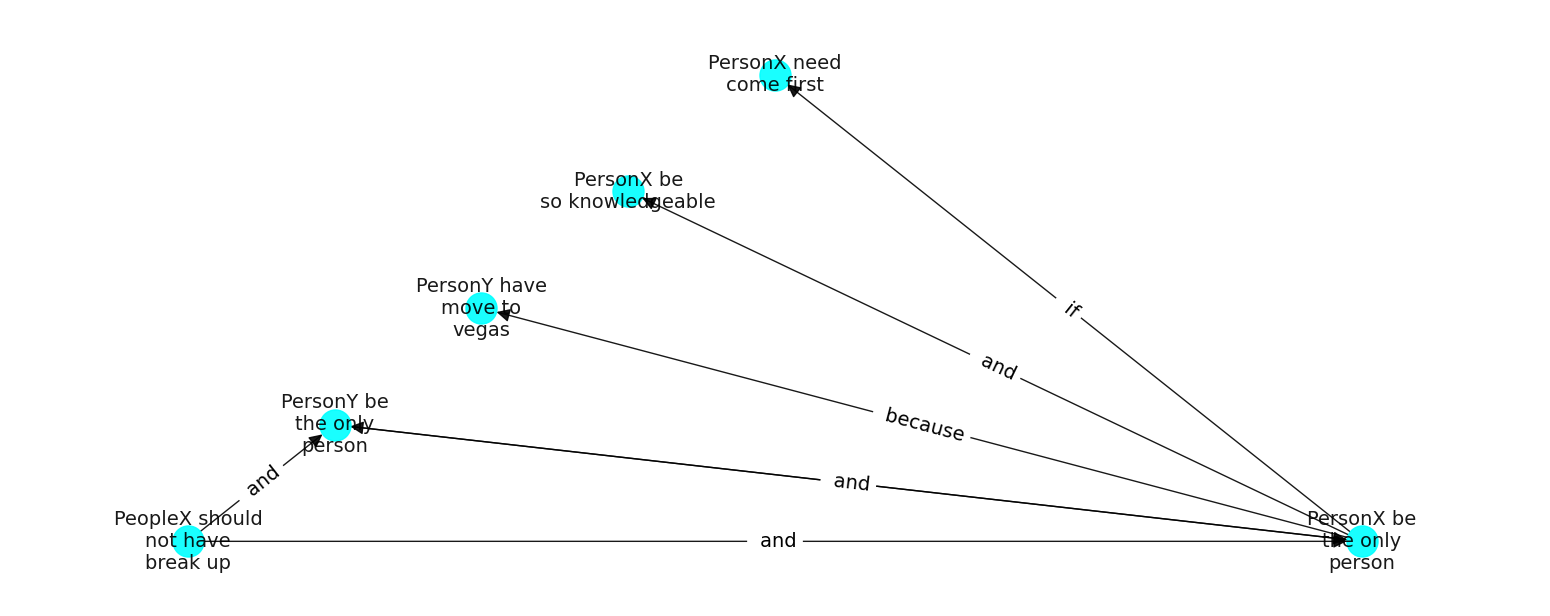 PersonX need
come first
PersonX be
so knowledgeable
PersonY have
move to
vegas
if
and
because
PersonY be
the only
person
and
and
PeopleX should
not have
break up
and
PersonX be
the only
person